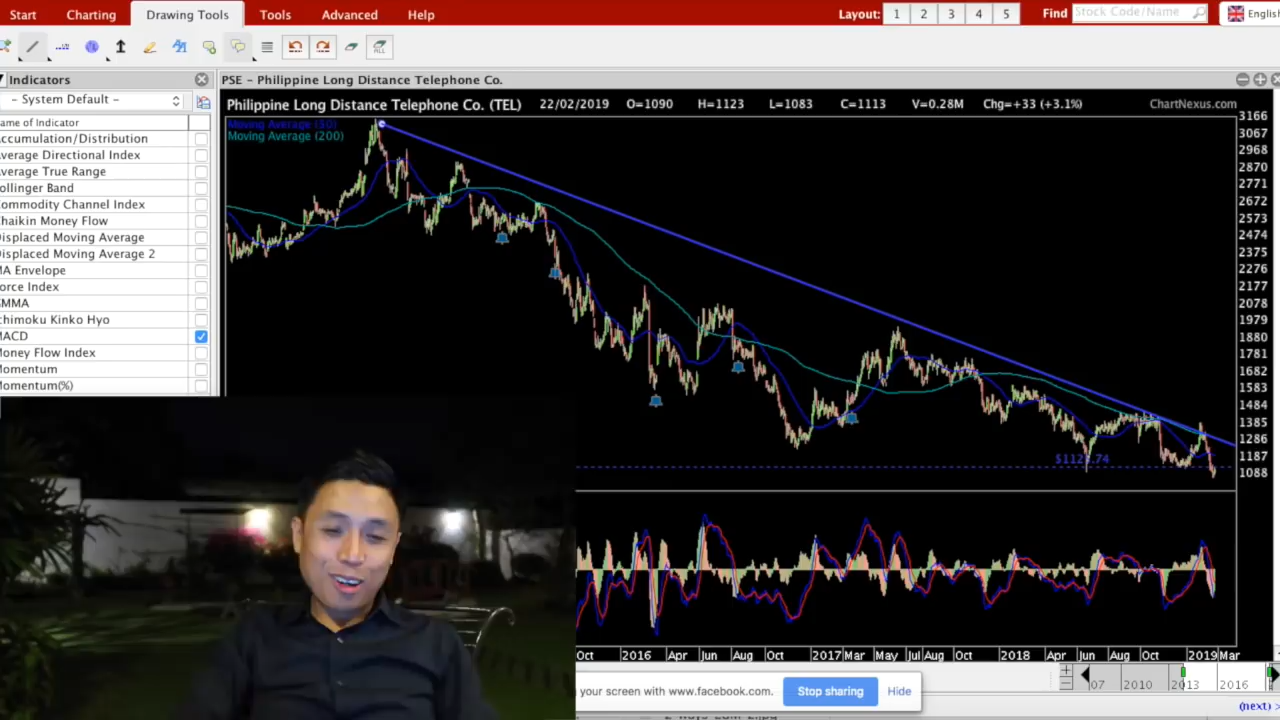 Start Charting Drawing Tools Tools Advanced Help Layout: 1 2 3 4 5 Find Stock Code/Name English
Indicators
PSE - Philippine Long Distance Telephone Co.
- System Default -
Philippine Long Distance Telephone Co. (TEL) 22/02/2019 O=1090 H=1123 L=1083 C=1113 V=0.28M Chg=+33 (+3.1%) ChartNexus.com
ame of Indicator
Moving Average (50)
Moving Average (200)
ccumulation/Distribution
verage Directional Index
verage True Range
ollinger Band
ommodity Channel Index
haikin Money Flow
isplaced Moving Average
isplaced Moving Average 2
MA Envelope
orce Index
MMA
chimoku Kinko Hyo
MACD
Money Flow Index
Momentum
Momentum(%)
3166
3067
2968
2870
2771
2672
2573
2474
2375
2276
2177
2078
1979
1880
1781
1682
1583
1484
1385
1286
1187
1088
Oct 2016 Apr Jun Aug Oct 2017 Mar May Jul Aug Oct 2018 Apr Jun Aug Oct 2019 Mar
07 2010 2013 2016
your screen with www.facebook.com. Stop sharing Hide
(next) >